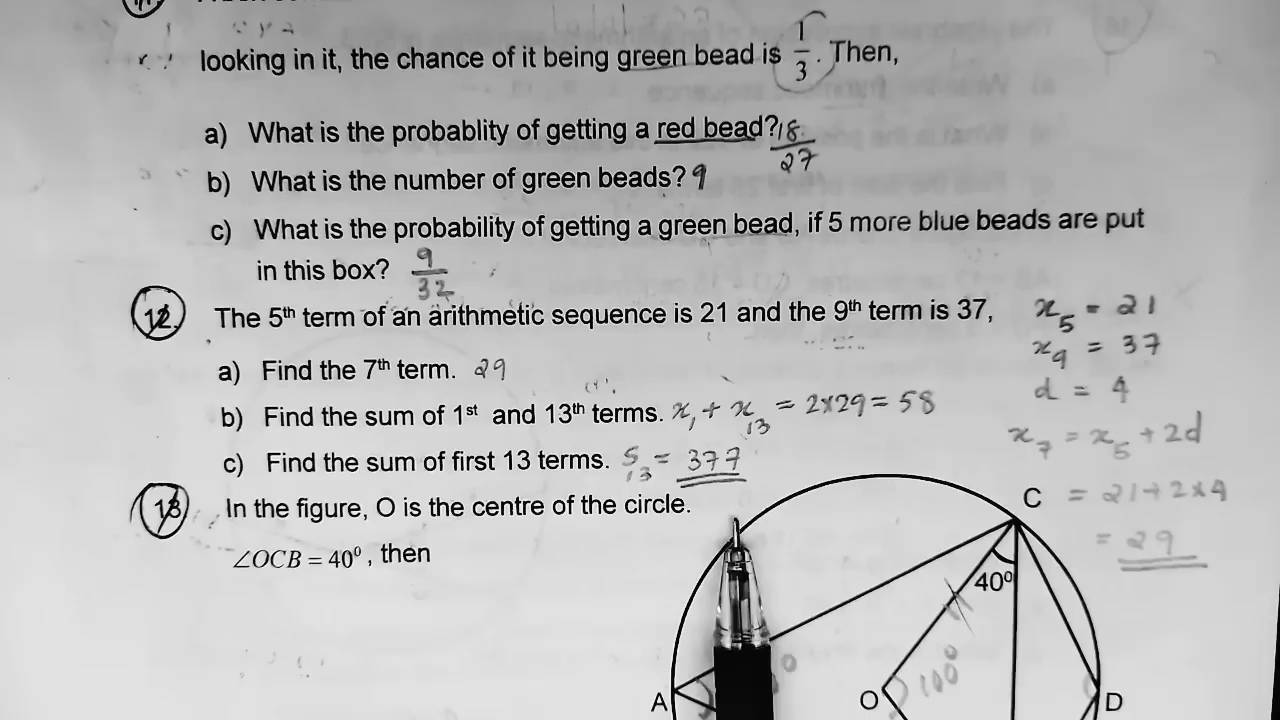 looking in it, the chance of it being green bead is 1/3. Then,
a) What is the probablity of getting a red bead? 18/27
b) What is the number of green beads? 9
c) What is the probability of getting a green bead, if 5 more blue beads are put
in this box? 9/32
12. The 5th term of an arithmetic sequence is 21 and the 9th term is 37,
x5 = 21
x9 = 37
d = 4
a) Find the 7th term. 29
b) Find the sum of 1st and 13th terms. x1 + x13 = 2×29 = 58
x7 = x5 + 2d
= 21+2×4
= 29
c) Find the sum of first 13 terms. S13 = 377
13 In the figure, O is the centre of the circle.
∠OCB = 40⁰, then
C
40⁰
100⁰
A
O
D